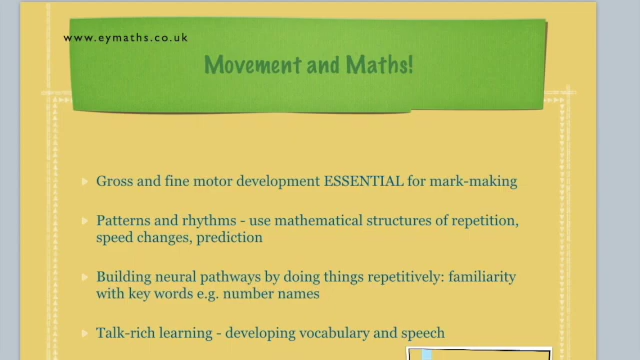 www.eymaths.co.uk
Movement and Maths!
Gross and fine motor development ESSENTIAL for mark-making
Patterns and rhythms - use mathematical structures of repetition,
speed changes, prediction
Building neural pathways by doing things repetitively: familiarity
with key words e.g. number names
Talk-rich learning - developing vocabulary and speech